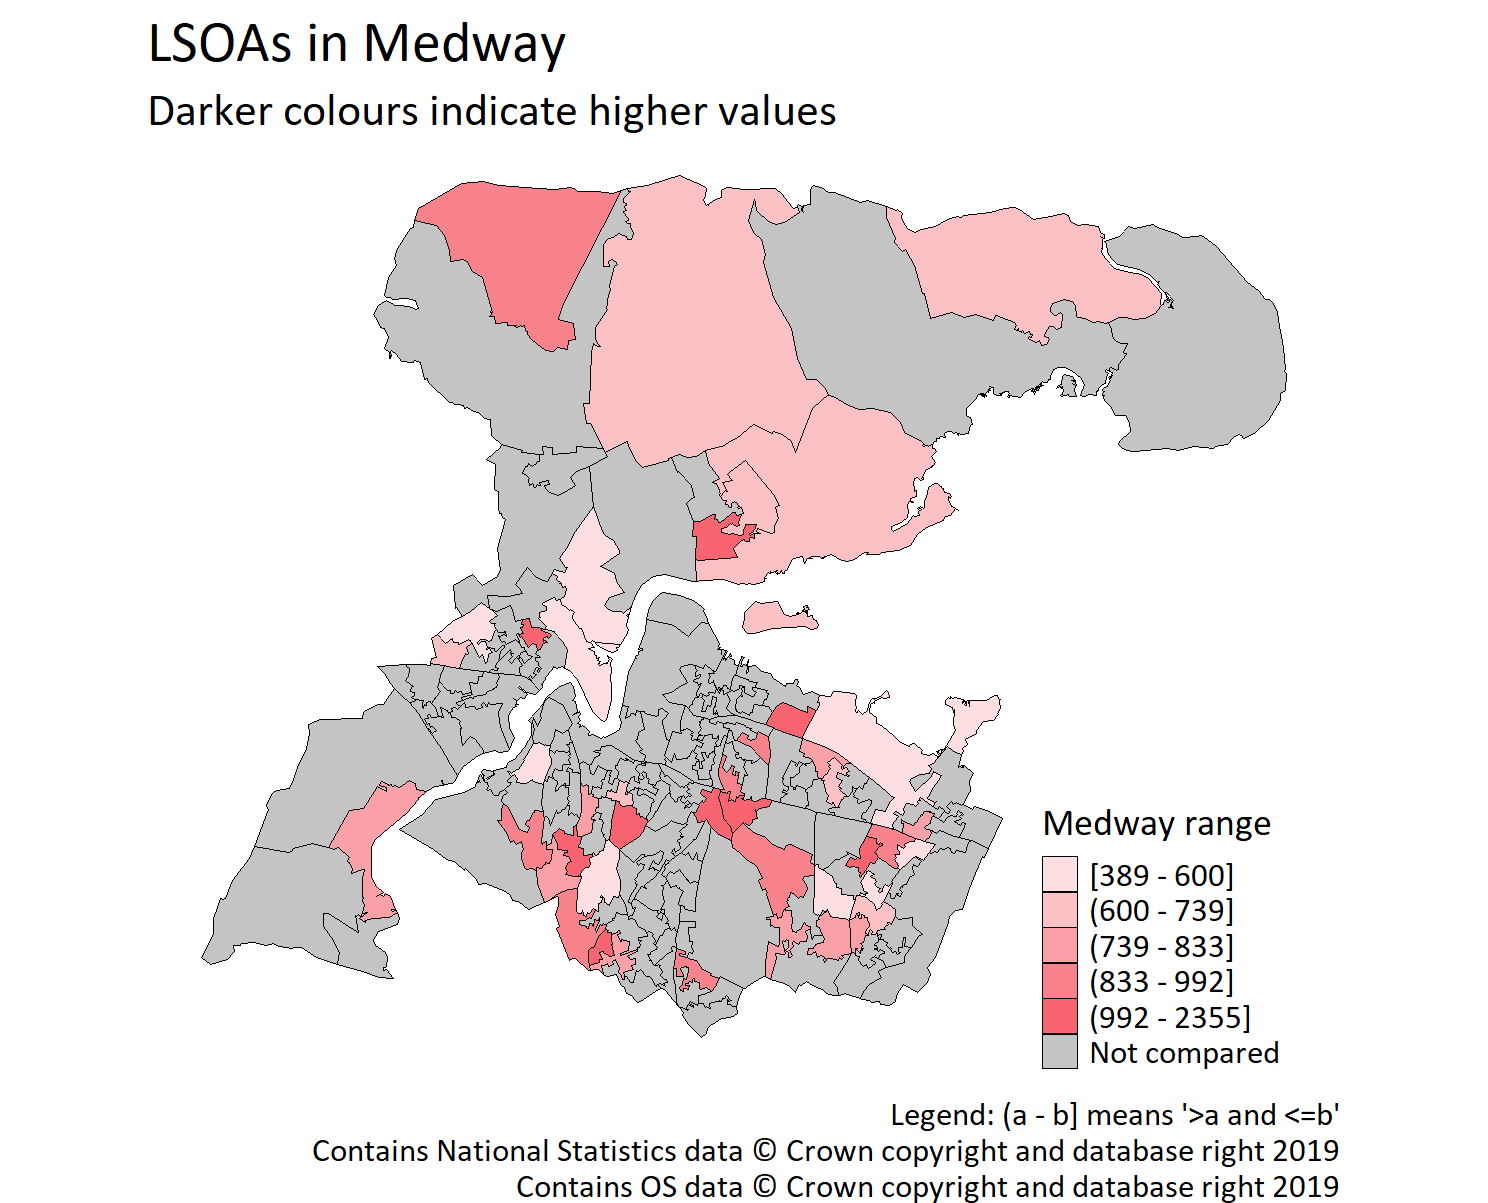 LSOAs in Medway
Darker colours indicate higher values
Medway range
[389 - 600]
(600 - 739]
(739 - 833]
(833 - 992]
(992 - 2355]
Not compared
Legend: (a - b] means '>a and <=b'
Contains National Statistics data © Crown copyright and database right 2019
Contains OS data © Crown copyright and database right 2019